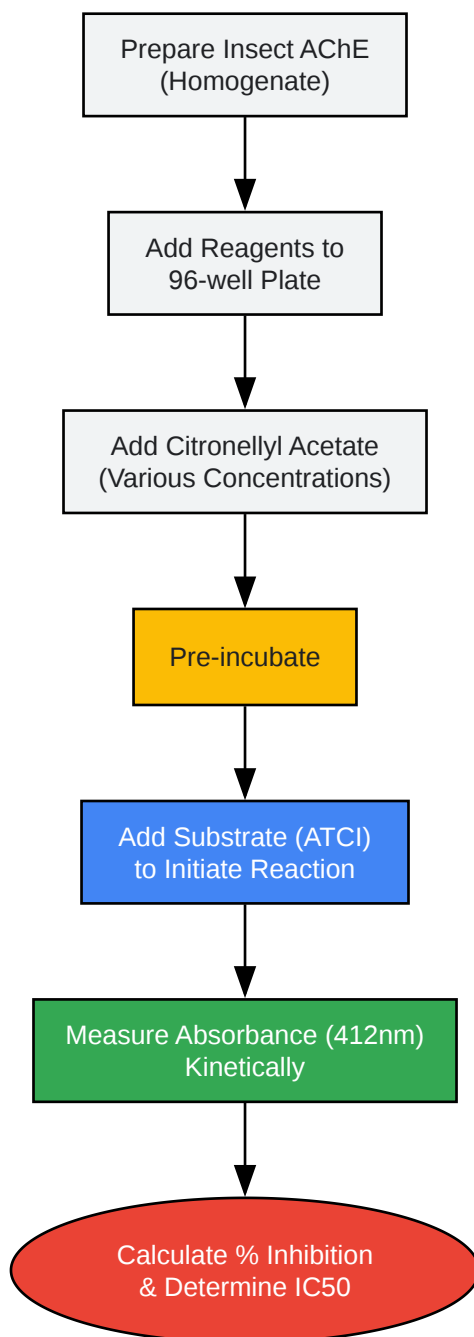 Prepare Insect AChE
(Homogenate)
Add Reagents to
96-well Plate
Add Citronellyl Acetate
(Various Concentrations)
Pre-incubate
Add Substrate (ATCI)
to Initiate Reaction
Measure Absorbance (412nm)
Kinetically
Calculate % Inhibition
& Determine IC50